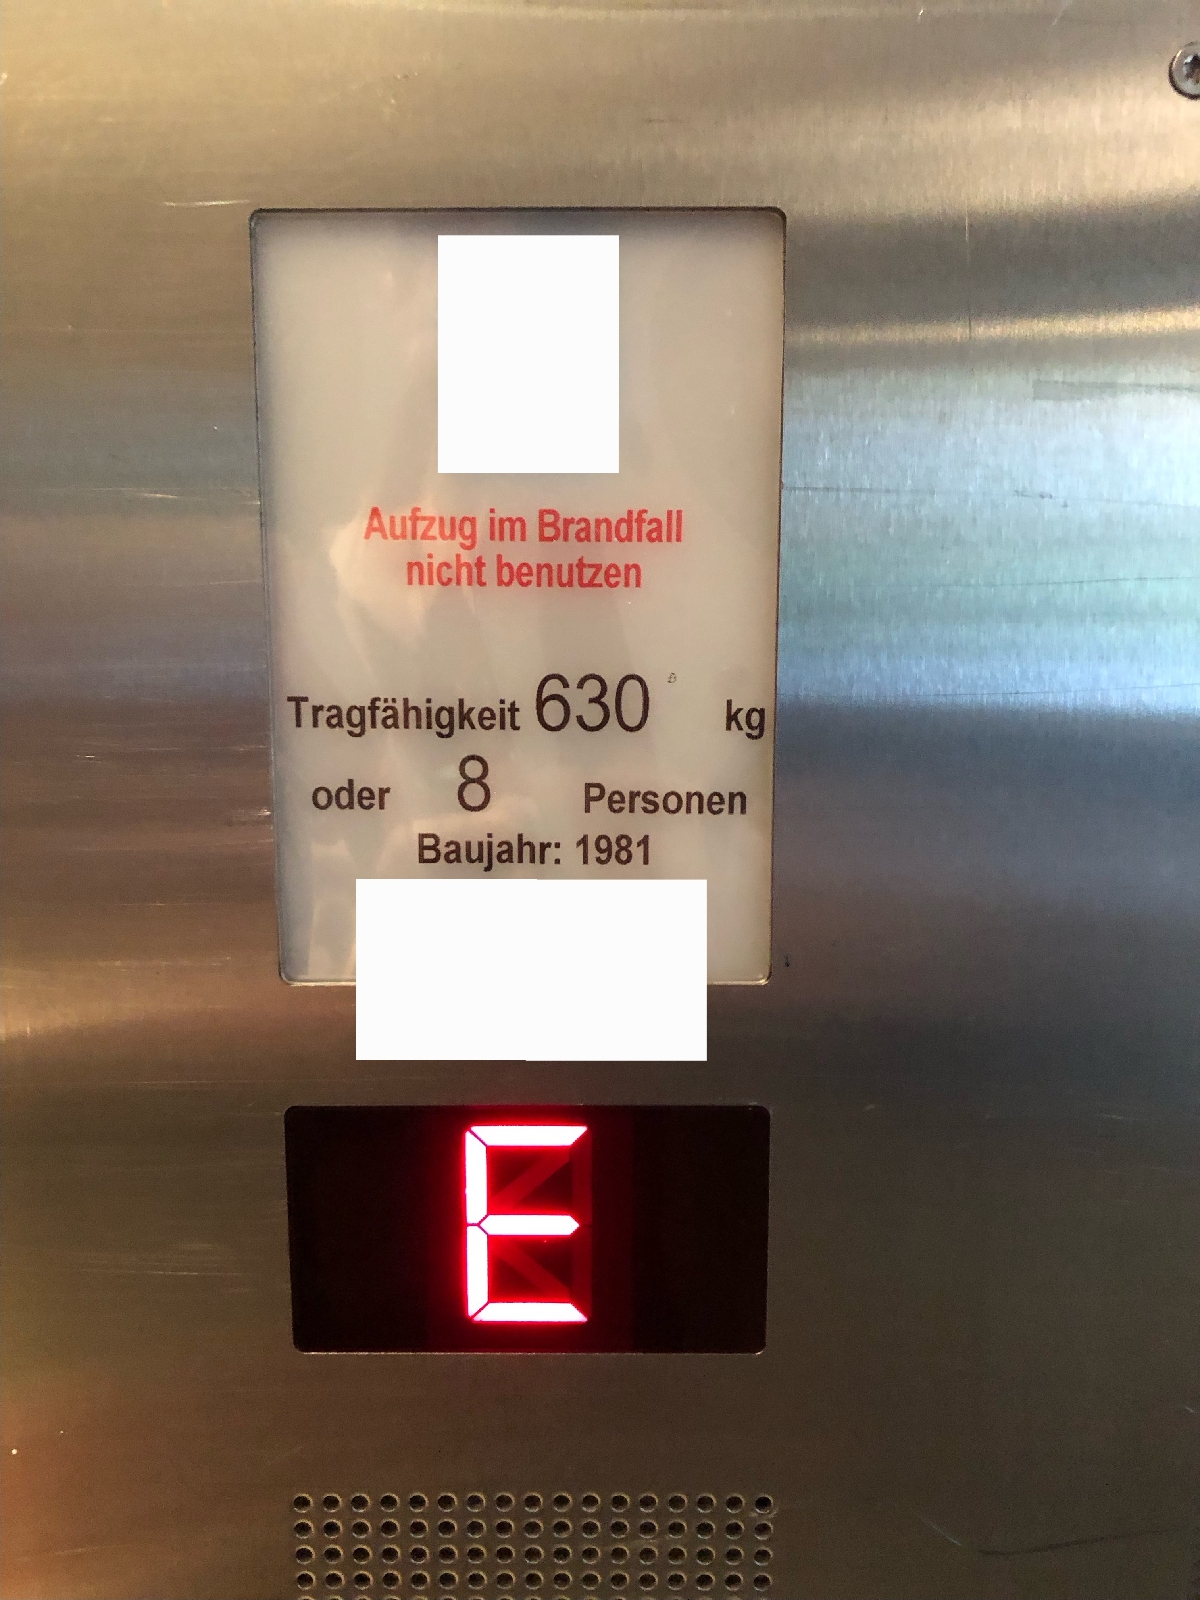 Aufzug im Brandfall
nicht benutzen
Tragfähigkeit 630 kg
oder 8 Personen
Baujahr: 1981
E